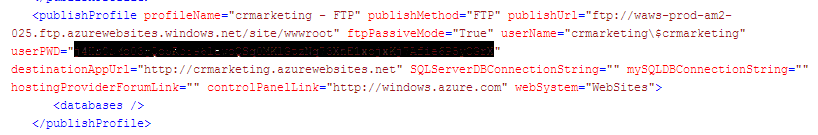 <publishProfile profileName="crmarketing - FTP" publishMethod="FTP" publishUrl="ftp://waws-prod-am2-
025.ftp.azurewebsites.windows.net/site/wwwroot" ftpPassiveMode="True" userName="crmarketing\$crmarketing"
userPWD=" "
destinationAppUrl="http://crmarketing.azurewebsites.net" SQLServerDBConnectionString="" mySQLDBConnectionString=""
hostingProviderForumLink="" controlPanelLink="http://windows.azure.com" webSystem="WebSites">
<databases />
</publishProfile>